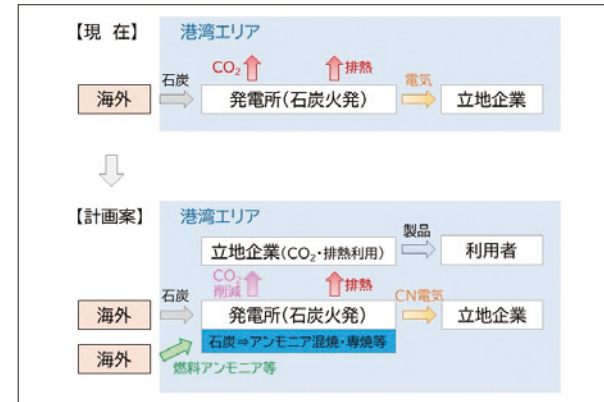 【現 在】 港湾エリア
CO₂ 排熱
石炭 電気
海外 発電所(石炭火発) 立地企業
【計画案】 港湾エリア
製品
立地企業(CO₂・排熱利用) 利用者
CO₂
削減 排熱
石炭 CN電気
海外 発電所(石炭火発) 立地企業
石炭⇒アンモニア混焼・専焼等
海外
燃料アンモニア等